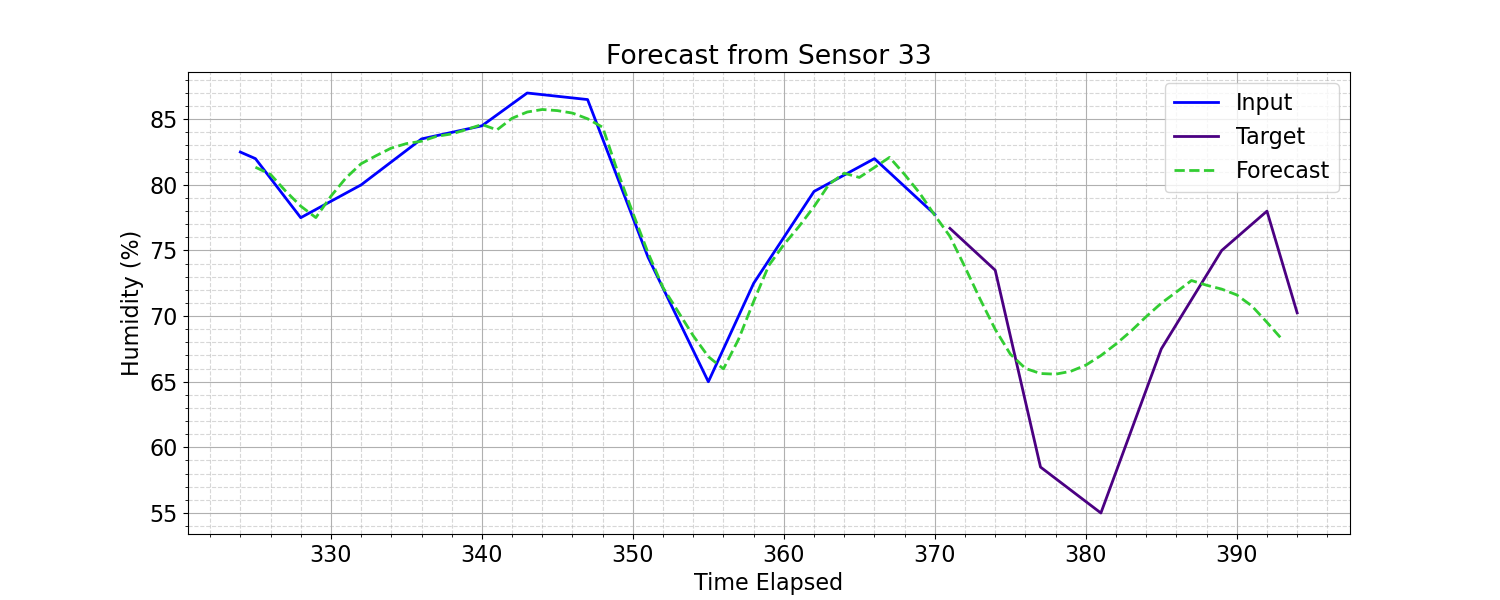 Forecast from Sensor 33
Humidity (%)
85
80
75
70
65
60
55
Input
Target
Forecast
330 340 350 360 370 380 390
Time Elapsed